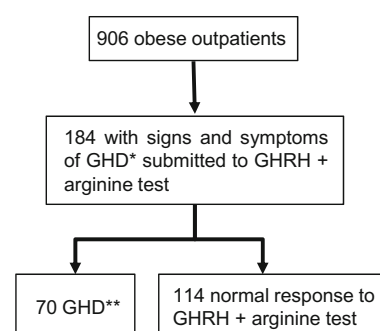 906 obese outpatients
184 with signs and symptoms
of GHD* submitted to GHRH +
arginine test
70 GHD**
114 normal response to
GHRH + arginine test